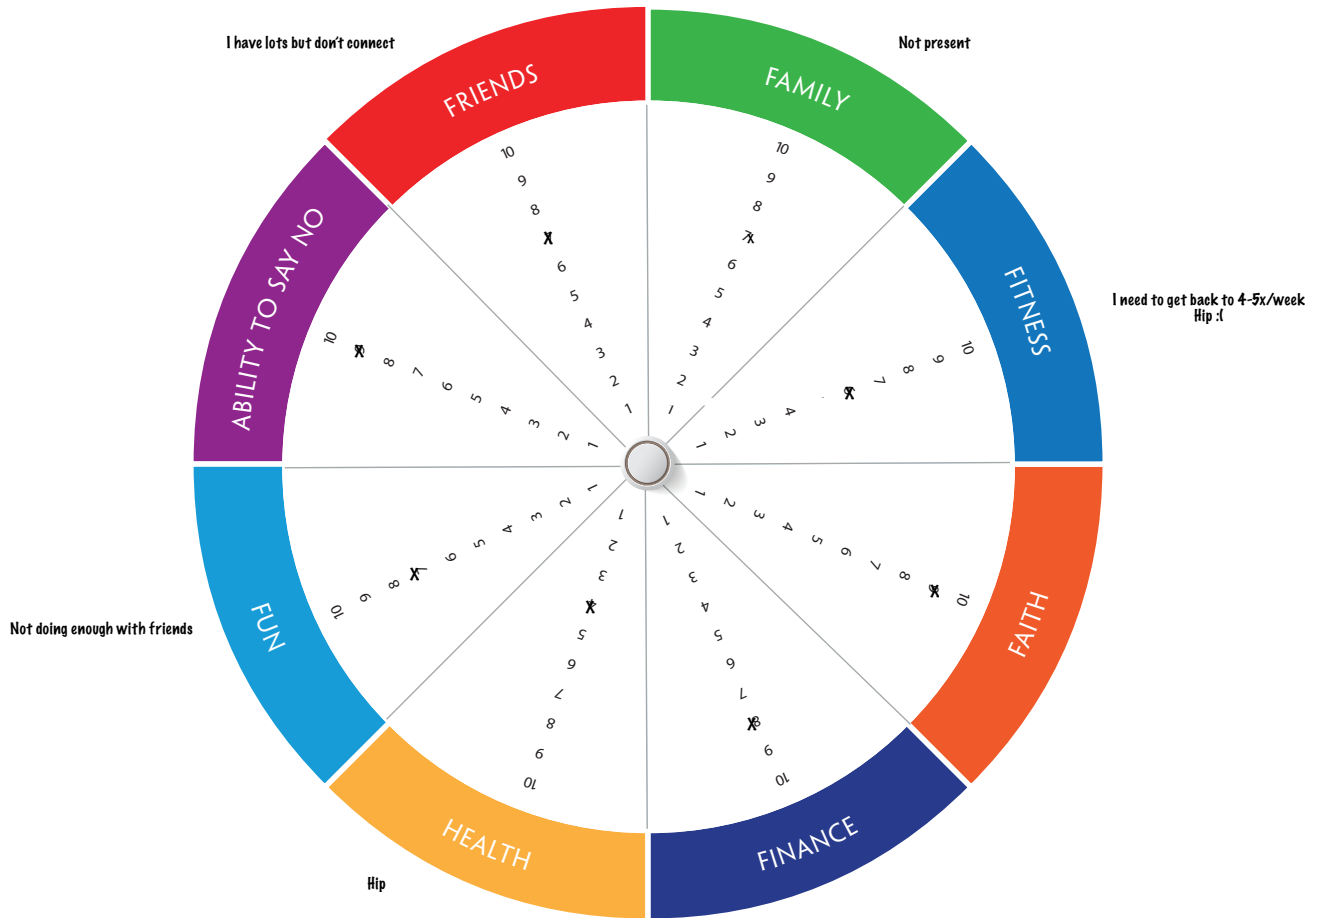 I have lots but don't connect
Not present
FRIENDS
10 9 8 X 6 5 4 3 2 1
FAMILY
10 9 8 7 X 6 5 4 3 2 1
ABILITY TO SAY NO
10 X 8 7 6 5 4 3 2 1
FITNESS
1 2 3 4 X 7 8 9 10
I need to get back to 4-5x/week
Hip :(
FUN
10 9 8 X 7 6 5 4 3 2 1
Not doing enough with friends
FAITH
1 2 3 4 5 6 7 8 X 10
HEALTH
1 2 3 X 5 6 7 8 9 10
Hip
FINANCE
1 2 3 4 5 6 7 X 8 9 10